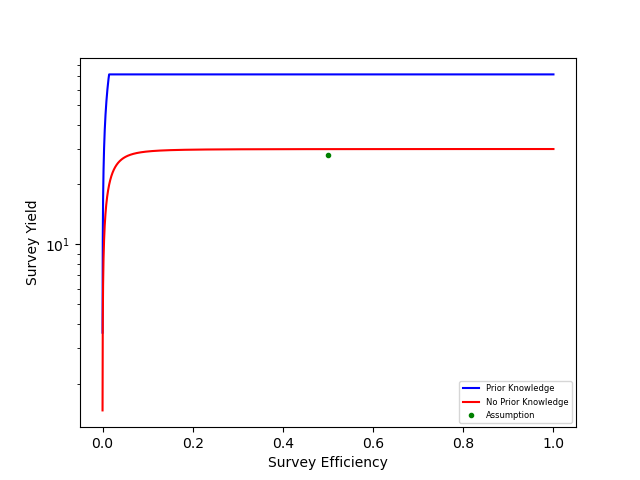 Survey Yield
10¹
Prior Knowledge
No Prior Knowledge
Assumption
0.0 0.2 0.4 0.6 0.8 1.0
Survey Efficiency